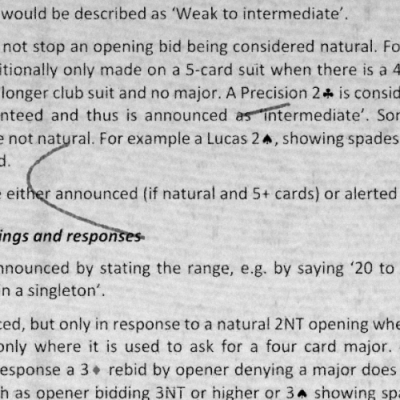 would be described as ‘Weak to intermediate’.
not stop an opening bid being considered natural. Fo
itionally only made on a 5-card suit when there is a 4
longer club suit and no major. A Precision 2♣ is consid
nteed and thus is announced as ‘intermediate’. Son
e not natural. For example a Lucas 2♠, showing spades
d.
e either announced (if natural and 5+ cards) or alerted
ings and responses
nnounced by stating the range, e.g. by saying ‘20 to
in a singleton‘.
ced, but only in response to a natural 2NT opening whe
only where it is used to ask for a four card major.
response a 3♦ rebid by opener denying a major does
h as opener bidding 3NT or higher or 3♠ showing spa